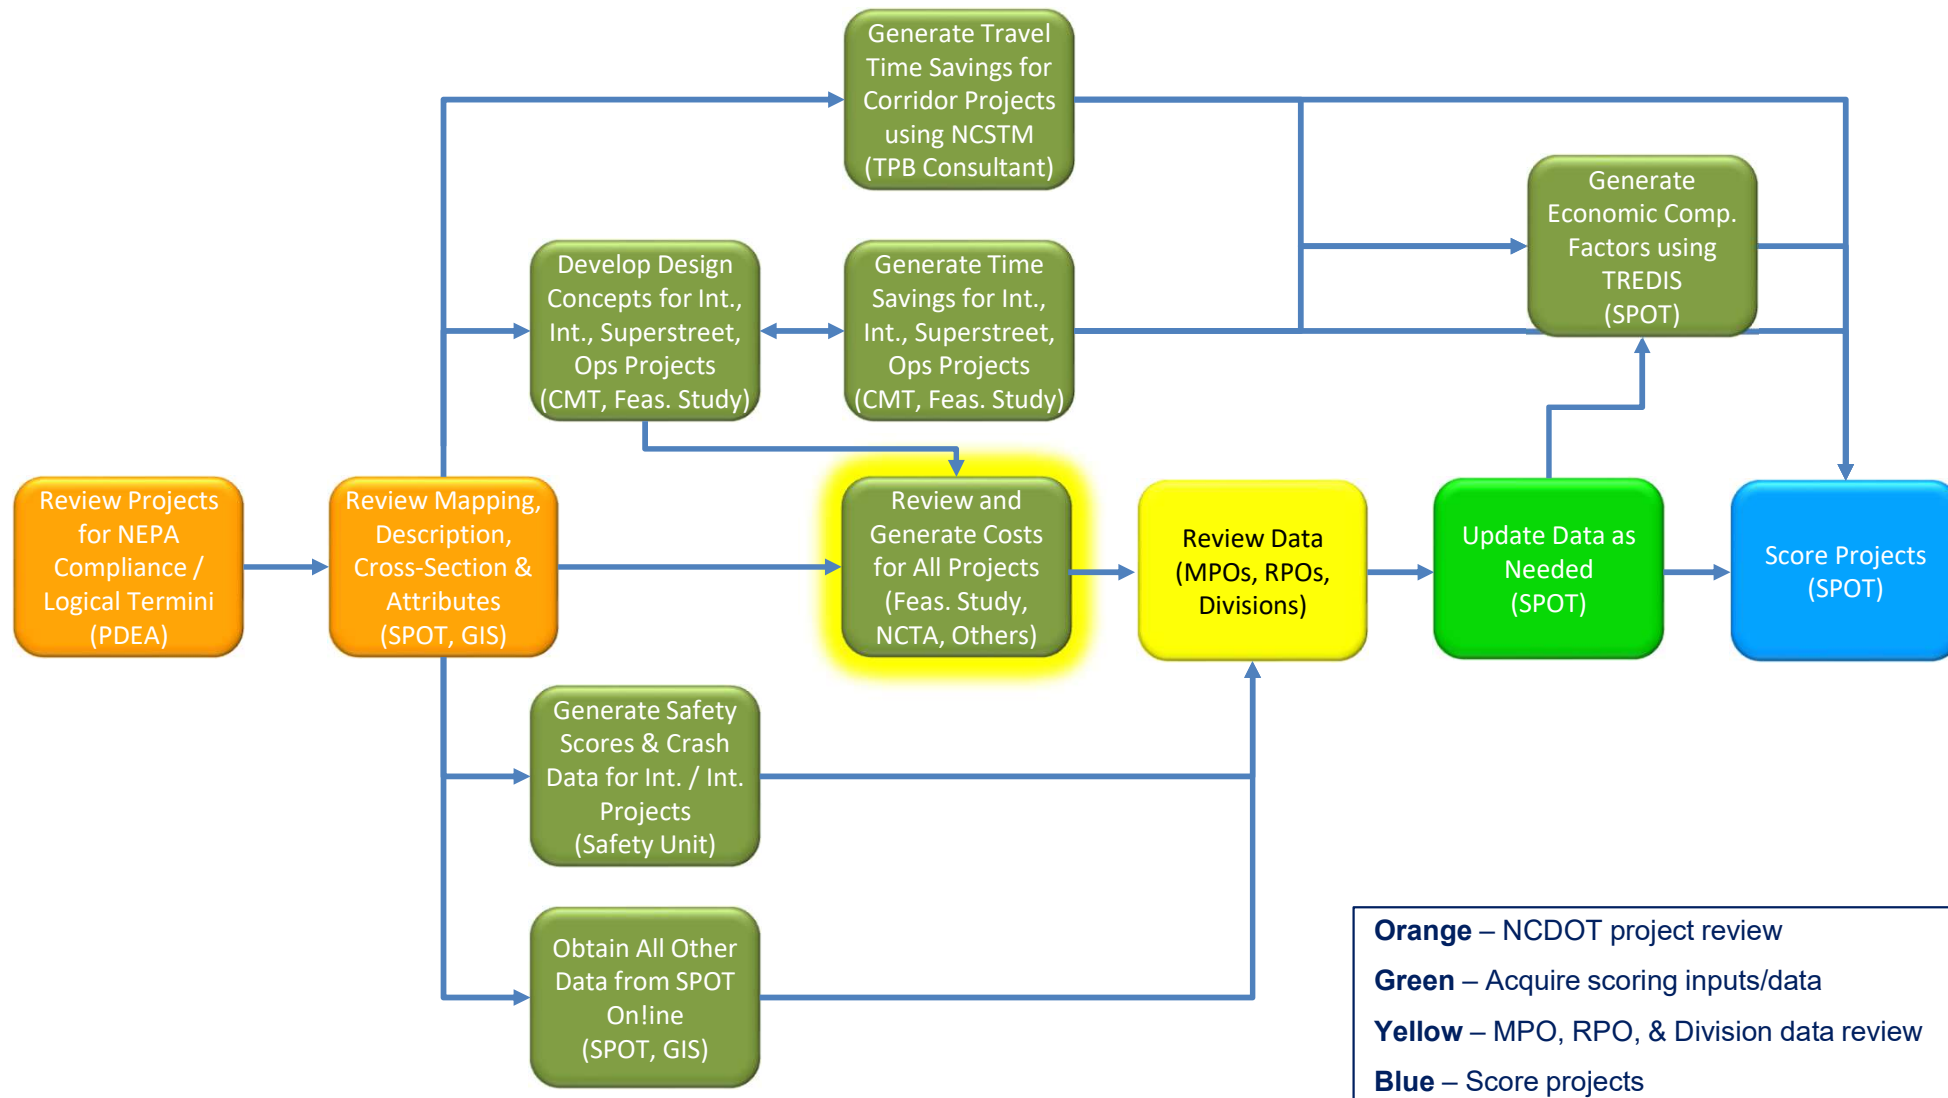 Generate Travel
Time Savings for
Corridor Projects
using NCSTM
(TPB Consultant)
Generate
Economic Comp.
Factors using
TREDIS
(SPOT)
Develop Design
Concepts for Int.,
Int., Superstreet,
Ops Projects
(CMT, Feas. Study)
Generate Time
Savings for Int.,
Int., Superstreet,
Ops Projects
(CMT, Feas. Study)
Review Projects
for NEPA
Compliance /
Logical Termini
(PDEA)
Review Mapping,
Description,
Cross-Section &
Attributes
(SPOT, GIS)
Review and
Generate Costs
for All Projects
(Feas. Study,
NCTA, Others)
Review Data
(MPOs, RPOs,
Divisions)
Update Data as
Needed
(SPOT)
Score Projects
(SPOT)
Generate Safety
Scores & Crash
Data for Int. / Int.
Projects
(Safety Unit)
Obtain All Other
Data from SPOT
On!ine
(SPOT, GIS)
Orange – NCDOT project review
Green – Acquire scoring inputs/data
Yellow – MPO, RPO, & Division data review
Blue – Score projects